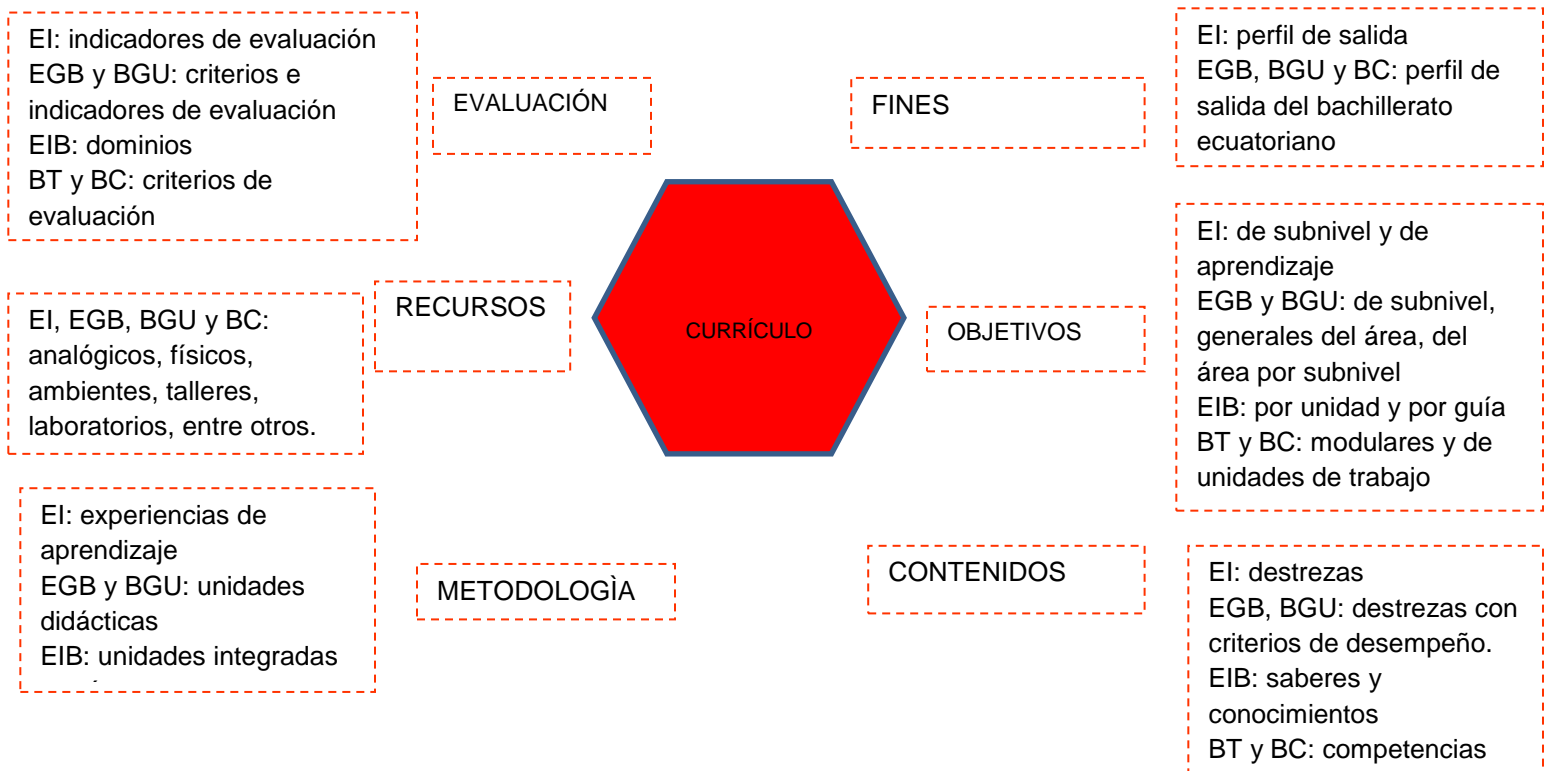 EI: indicadores de evaluación
EGB y BGU: criterios e
indicadores de evaluación
EIB: dominios
BT y BC: criterios de
evaluación
EVALUACIÓN
FINES
EI: perfil de salida
EGB, BGU y BC: perfil de
salida del bachillerato
ecuatoriano
EI, EGB, BGU y BC:
analógicos, físicos,
ambientes, talleres,
laboratorios, entre otros.
RECURSOS
CURRÍCULO
OBJETIVOS
EI: de subnivel y de
aprendizaje
EGB y BGU: de subnivel,
generales del área, del
área por subnivel
EIB: por unidad y por guía
BT y BC: modulares y de
unidades de trabajo
EI: experiencias de
aprendizaje
EGB y BGU: unidades
didácticas
EIB: unidades integradas
METODOLOGÌA
CONTENIDOS
EI: destrezas
EGB, BGU: destrezas con
criterios de desempeño.
EIB: saberes y
conocimientos
BT y BC: competencias